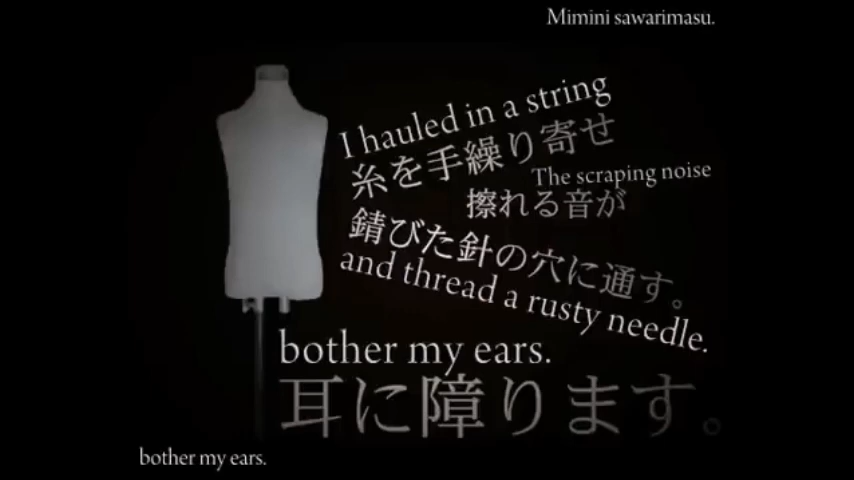 Mimini sawarimasu.
I hauled in a string
糸を手繰り寄せ
The scraping noise
擦れる音が
錆びた針の穴に通す。
and thread a rusty needle.
bother my ears.
耳に障ります。
bother my ears.